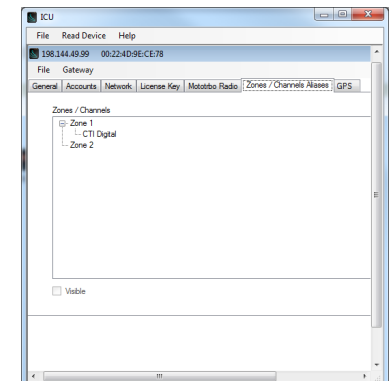 ICU
File Read Device Help
198.144.49.99 00:22:4D:9E:CE:78
File Gateway
General Accounts Network License Key Mototrbo Radio Zones / Channels Aliases GPS
Zones / Channels
Zone 1
CTI Digital
Zone 2
Visible